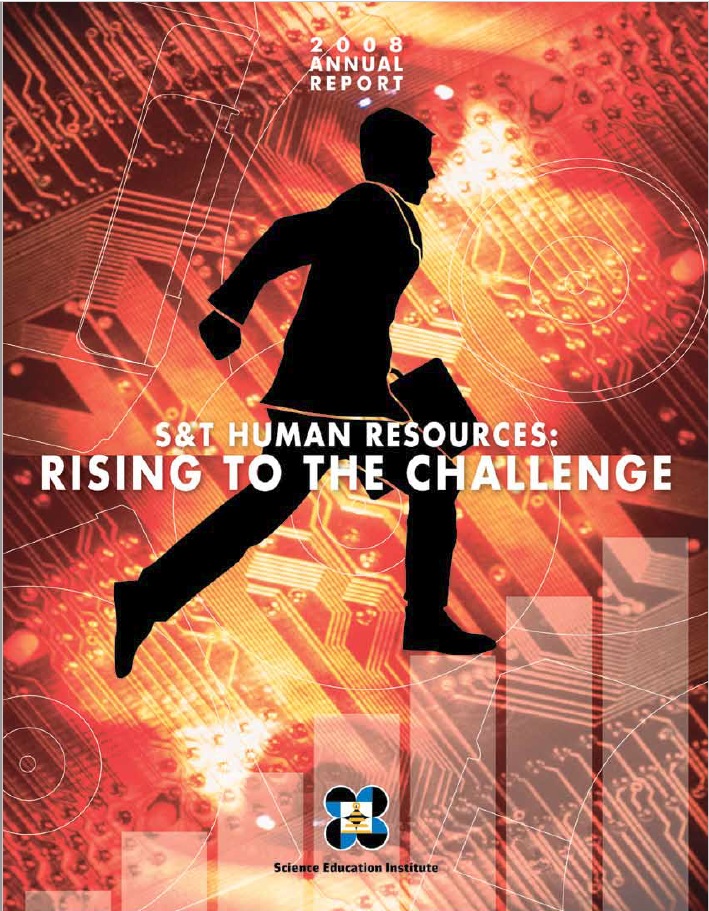 2008
ANNUAL
REPORT
S&T HUMAN RESOURCES:
RISING TO THE CHALLENGE
Science Education Institute